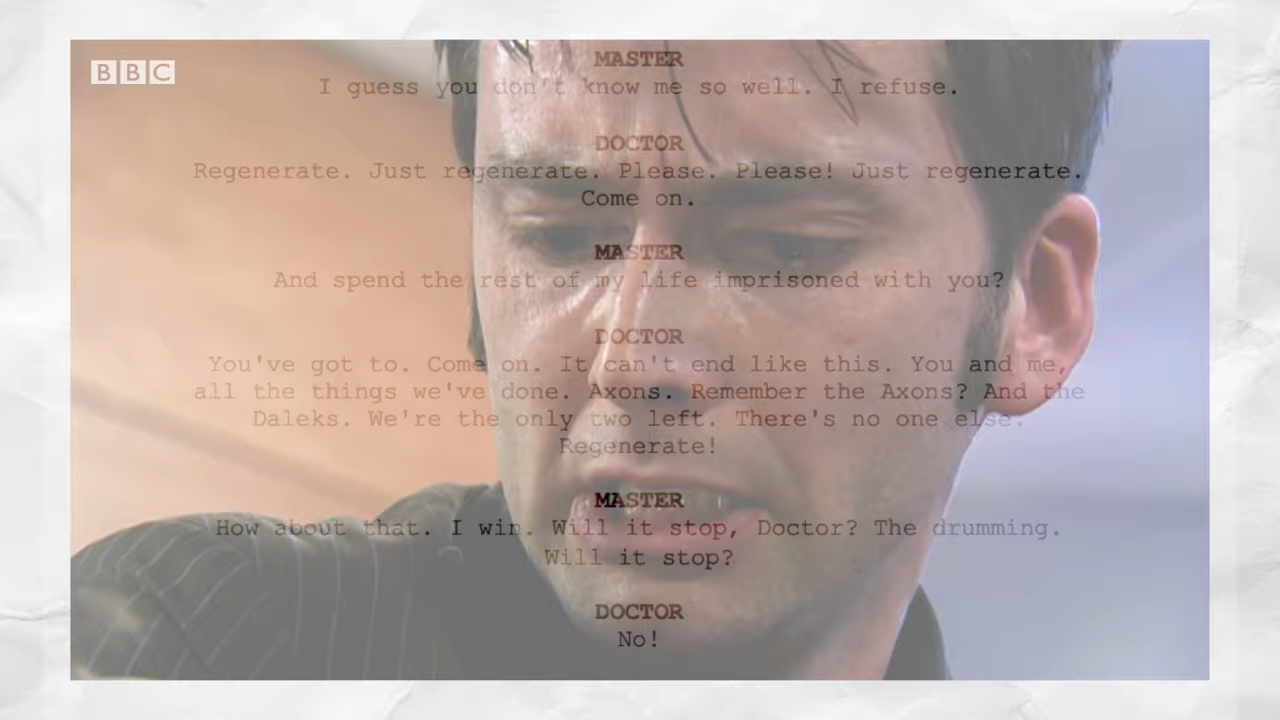 BBC
MASTER
I guess you don't know me so well. I refuse.
DOCTOR
Regenerate. Just regenerate. Please. Please! Just regenerate.
Come on.
MASTER
And spend the rest of my life imprisoned with you?
DOCTOR
You've got to. Come on. It can't end like this. You and me,
all the things we've done. Axons. Remember the Axons? And the
Daleks. We're the only two left. There's no one else.
Regenerate!
MASTER
How about that. I win. Will it stop, Doctor? The drumming.
Will it stop?
DOCTOR
No!